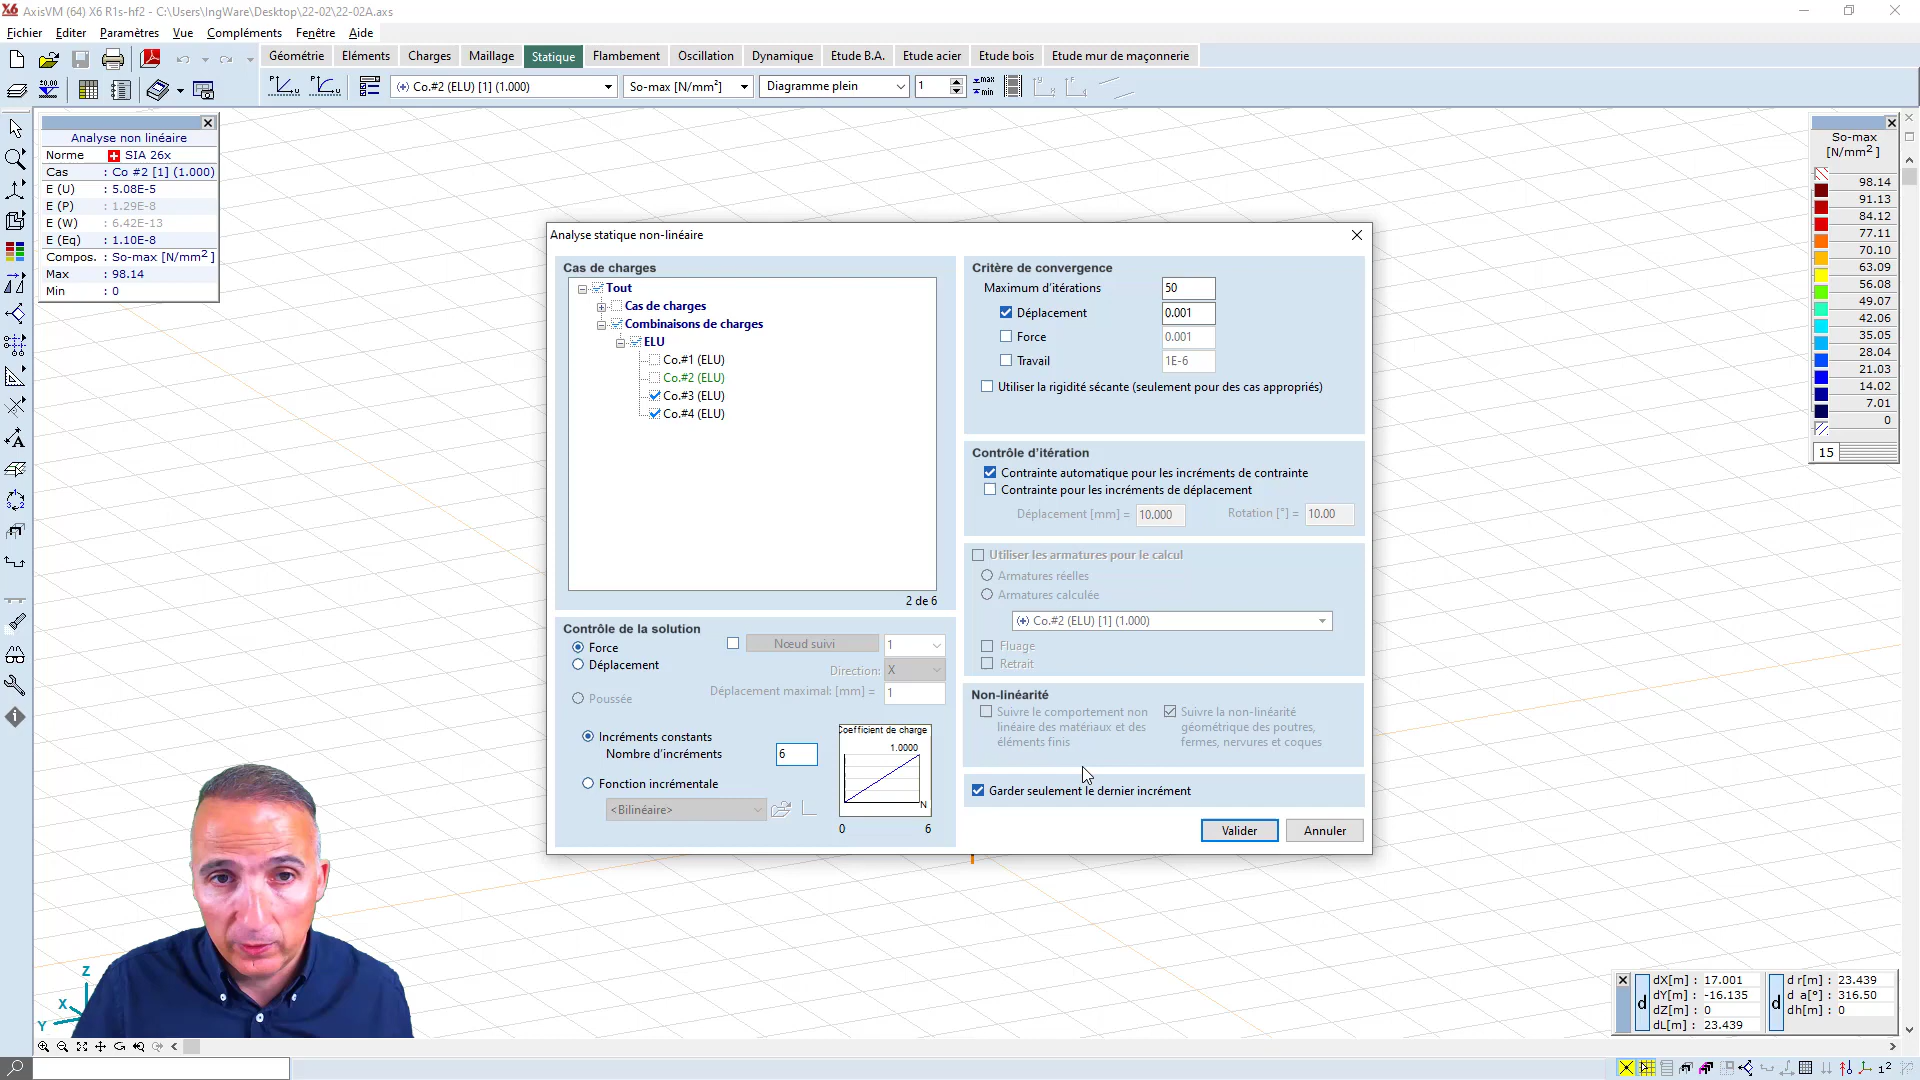 AxisVM (64) X6 R1s-hf2 - C:\Users\IngWare\Desktop\22-02\22-02A.axs
Fichier Editer Paramètres Vue Compléments Fenêtre Aide
Géométrie Eléments Charges Maillage Statique Flambement Oscillation Dynamique Etude B.A. Etude acier Etude bois Etude mur de maçonnerie
Co.#2 (ELU) [1] (1.000) So-max [N/mm²] Diagramme plein 1
Analyse non linéaire
Norme SIA 26x
Cas : Co #2 [1] (1.000)
E (U) : 5.08E-5
E (P) : 1.29E-8
E (W) : 6.42E-13
E (Eq) : 1.10E-8
Compos. : So-max [N/mm²]
Max : 98.14
Min : 0
Analyse statique non-linéaire
Cas de charges
Tout
Cas de charges
Combinaisons de charges
ELU
Co.#1 (ELU)
Co.#2 (ELU)
Co.#3 (ELU)
Co.#4 (ELU)
2 de 6
Contrôle de la solution
Force
Nœud suivi 1
Déplacement
Direction: X
Poussée
Déplacement maximal: [mm] = 1
Incréments constants
Nombre d'incréments 6
Fonction incrémentale
<Bilinéaire>
Coefficient de charge
1.0000
N
0 6
Critère de convergence
Maximum d'itérations 50
Déplacement 0.001
Force 0.001
Travail 1E-6
Utiliser la rigidité sécante (seulement pour des cas appropriés)
Contrôle d'itération
Contrainte automatique pour les incréments de contrainte
Contrainte pour les incréments de déplacement
Déplacement [mm] = 10.000 Rotation [°] = 10.00
Utiliser les armatures pour le calcul
Armatures réelles
Armatures calculée
Co.#2 (ELU) [1] (1.000)
Fluage
Retrait
Non-linéarité
Suivre le comportement non
linéaire des matériaux et des
éléments finis
Suivre la non-linéarité
géométrique des poutres,
fermes, nervures et coques
Garder seulement le dernier incrément
Valider Annuler
So-max
[N/mm²]
98.14
91.13
84.12
77.11
70.10
63.09
56.08
49.07
42.06
35.05
28.04
21.03
14.02
7.01
0
15
Z
X
Y
d dX[m] : 17.001
dY[m] : -16.135
dZ[m] : 0
dL[m] : 23.439
d d r[m] : 23.439
d a[°] : 316.50
dh[m] : 0